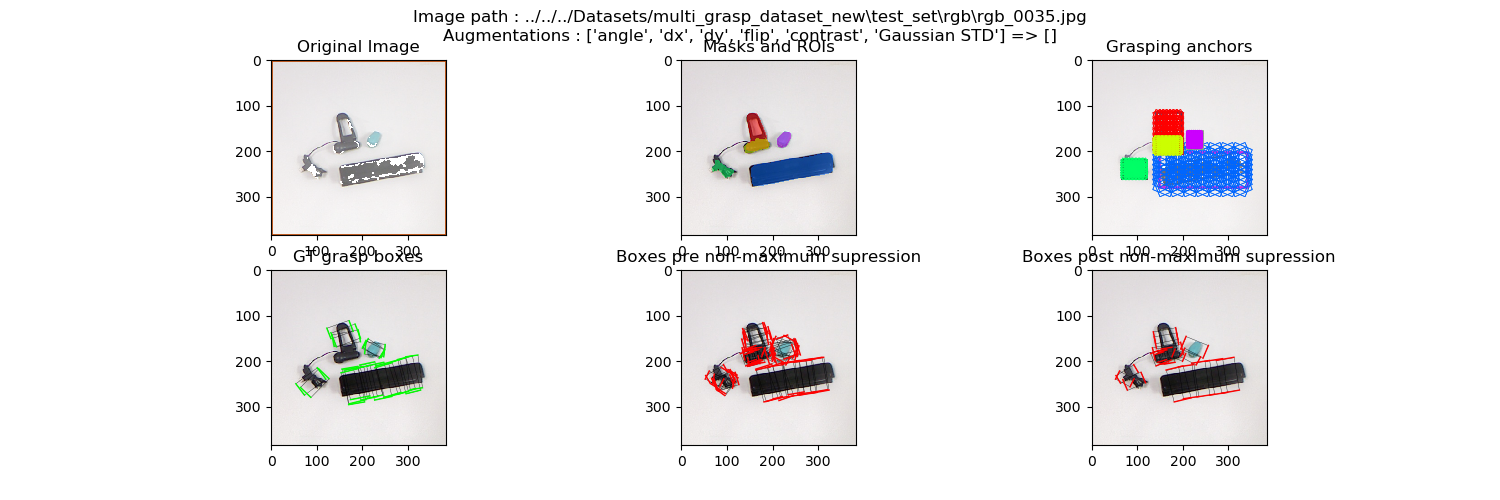 Image path : ../../../Datasets/multi_grasp_dataset_new\test_set\rgb\rgb_0035.jpg
Augmentations : ['angle', 'dx', 'dy', 'flip', 'contrast', 'Gaussian STD'] => []
Original Image
Masks and ROIs
Grasping anchors
0
100
200
300
0 100 200 300
0
100
200
300
0 100 200 300
0
100
200
300
0 100 200 300
GT grasp boxes
Boxes pre non-maximum supression
Boxes post non-maximum supression
0
100
200
300
0 100 200 300
0
100
200
300
0 100 200 300
0
100
200
300
0 100 200 300